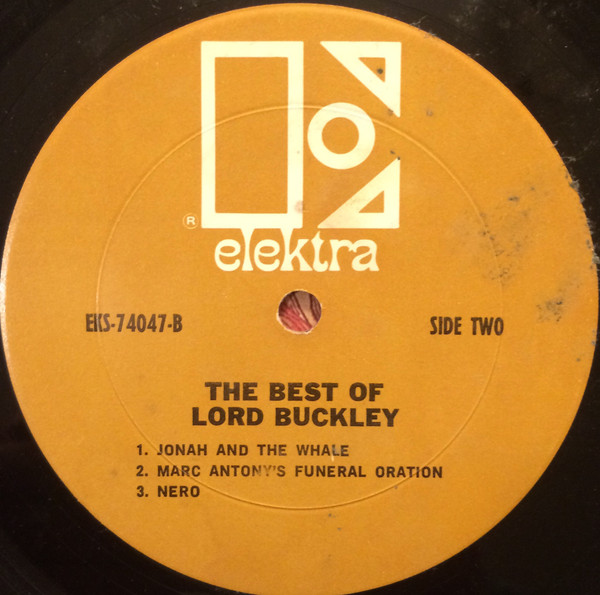 ®
elektra
EKS-74047-B
SIDE TWO
THE BEST OF
LORD BUCKLEY
1. JONAH AND THE WHALE
2. MARC ANTONY'S FUNERAL ORATION
3. NERO